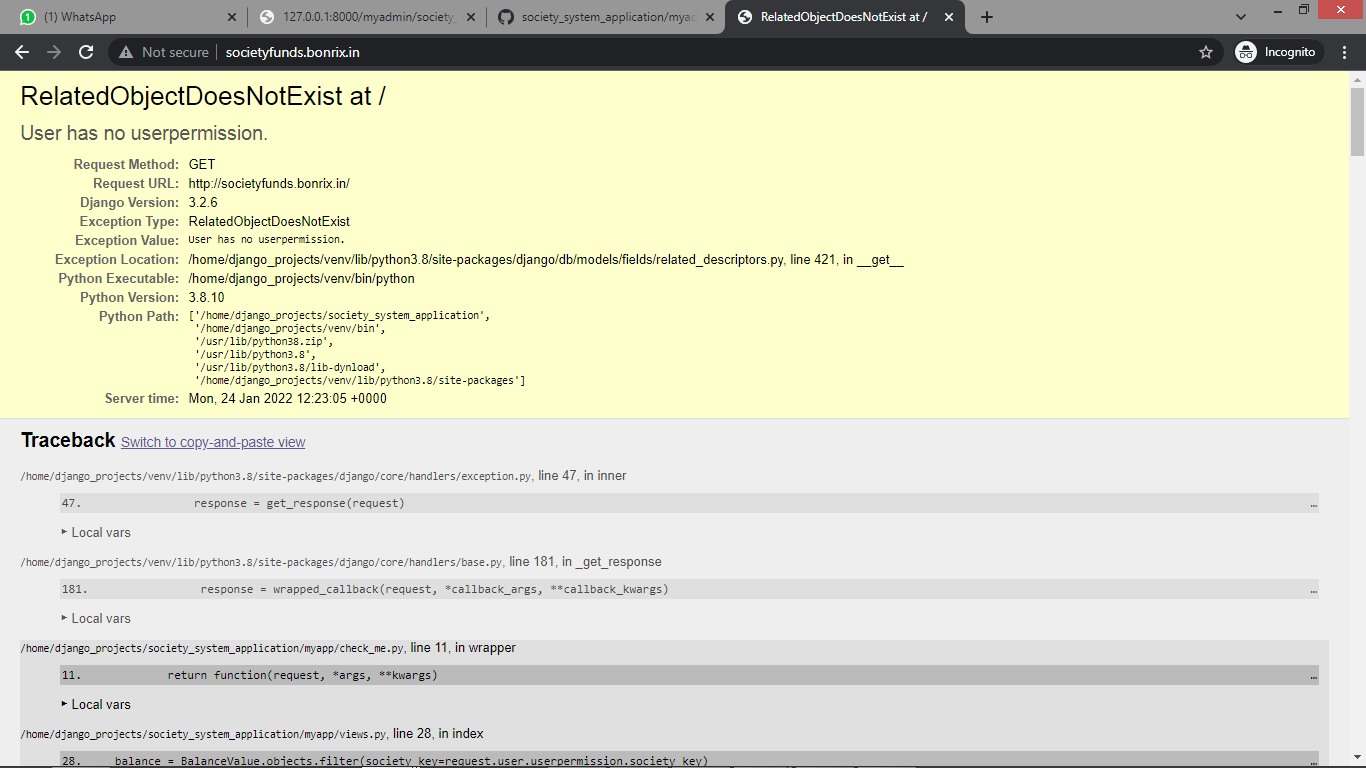 (1) WhatsApp
127.0.0.1:8000/myadmin/society_
society_system_application/myad
RelatedObjectDoesNotExist at /
Not secure
societyfunds.bonrix.in
Incognito
RelatedObjectDoesNotExist at /
User has no userpermission.
Request Method: GET
Request URL: http://societyfunds.bonrix.in/
Django Version: 3.2.6
Exception Type: RelatedObjectDoesNotExist
Exception Value: User has no userpermission.
Exception Location: /home/django_projects/venv/lib/python3.8/site-packages/django/db/models/fields/related_descriptors.py, line 421, in __get__
Python Executable: /home/django_projects/venv/bin/python
Python Version: 3.8.10
Python Path: ['/home/django_projects/society_system_application',
'/home/django_projects/venv/bin',
'/usr/lib/python38.zip',
'/usr/lib/python3.8',
'/usr/lib/python3.8/lib-dynload',
'/home/django_projects/venv/lib/python3.8/site-packages']
Server time: Mon, 24 Jan 2022 12:23:05 +0000
Traceback Switch to copy-and-paste view
/home/django_projects/venv/lib/python3.8/site-packages/django/core/handlers/exception.py, line 47, in inner
47. response = get_response(request) …
Local vars
/home/django_projects/venv/lib/python3.8/site-packages/django/core/handlers/base.py, line 181, in _get_response
181. response = wrapped_callback(request, *callback_args, **callback_kwargs) …
Local vars
/home/django_projects/society_system_application/myapp/check_me.py, line 11, in wrapper
11. return function(request, *args, **kwargs) …
Local vars
/home/django_projects/society_system_application/myapp/views.py, line 28, in index
28. balance = BalanceValue.objects.filter(society_key=request.user.userpermission.society_key) …